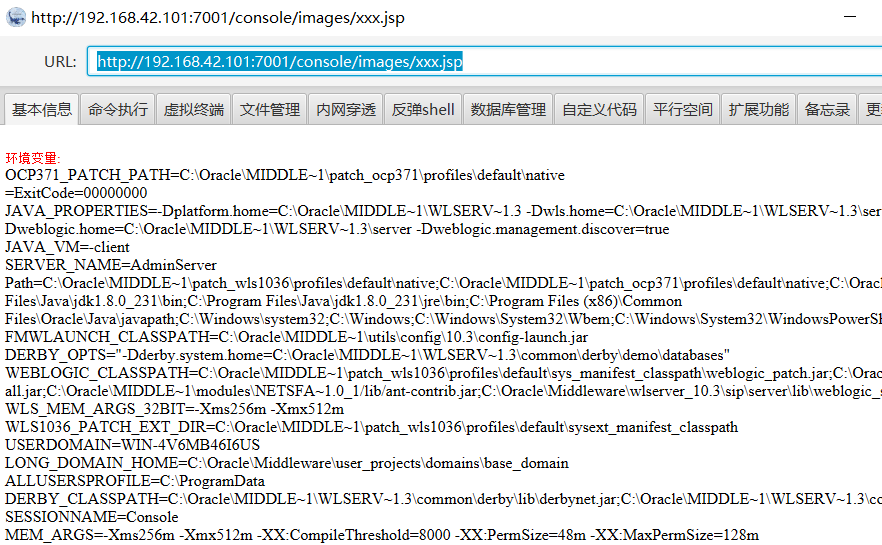 http://192.168.42.101:7001/console/images/xxx.jsp
URL: http://192.168.42.101:7001/console/images/xxx.jsp
基本信息 命令执行 虚拟终端 文件管理 内网穿透 反弹shell 数据库管理 自定义代码 平行空间 扩展功能 备忘录 更
环境变量:
OCP371_PATCH_PATH=C:\Oracle\MIDDLE~1\patch_ocp371\profiles\default\native
=ExitCode=00000000
JAVA_PROPERTIES=-Dplatform.home=C:\Oracle\MIDDLE~1\WLSERV~1.3 -Dwls.home=C:\Oracle\MIDDLE~1\WLSERV~1.3\ser
Dweblogic.home=C:\Oracle\MIDDLE~1\WLSERV~1.3\server -Dweblogic.management.discover=true
JAVA_VM=-client
SERVER_NAME=AdminServer
Path=C:\Oracle\MIDDLE~1\patch_wls1036\profiles\default\native;C:\Oracle\MIDDLE~1\patch_ocp371\profiles\default\native;C:\Oracl
Files\Java\jdk1.8.0_231\bin;C:\Program Files\Java\jdk1.8.0_231\jre\bin;C:\Program Files (x86)\Common
Files\Oracle\Java\javapath;C:\Windows\system32;C:\Windows;C:\Windows\System32\Wbem;C:\Windows\System32\WindowsPowerSh
FMWLAUNCH_CLASSPATH=C:\Oracle\MIDDLE~1\utils\config\10.3\config-launch.jar
DERBY_OPTS="-Dderby.system.home=C:\Oracle\MIDDLE~1\WLSERV~1.3\common\derby\demo\databases"
WEBLOGIC_CLASSPATH=C:\Oracle\MIDDLE~1\patch_wls1036\profiles\default\sys_manifest_classpath\weblogic_patch.jar;C:\Oracle
all.jar;C:\Oracle\MIDDLE~1\modules\NETSFA~1.0_1/lib/ant-contrib.jar;C:\Oracle\Middleware\wlserver_10.3\sip\server\lib\weblogic_s
WLS_MEM_ARGS_32BIT=-Xms256m -Xmx512m
WLS1036_PATCH_EXT_DIR=C:\Oracle\MIDDLE~1\patch_wls1036\profiles\default\sysext_manifest_classpath
USERDOMAIN=WIN-4V6MB46I6US
LONG_DOMAIN_HOME=C:\Oracle\Middleware\user_projects\domains\base_domain
ALLUSERSPROFILE=C:\ProgramData
DERBY_CLASSPATH=C:\Oracle\MIDDLE~1\WLSERV~1.3\common\derby\lib\derbynet.jar;C:\Oracle\MIDDLE~1\WLSERV~1.3\co
SESSIONNAME=Console
MEM_ARGS=-Xms256m -Xmx512m -XX:CompileThreshold=8000 -XX:PermSize=48m -XX:MaxPermSize=128m